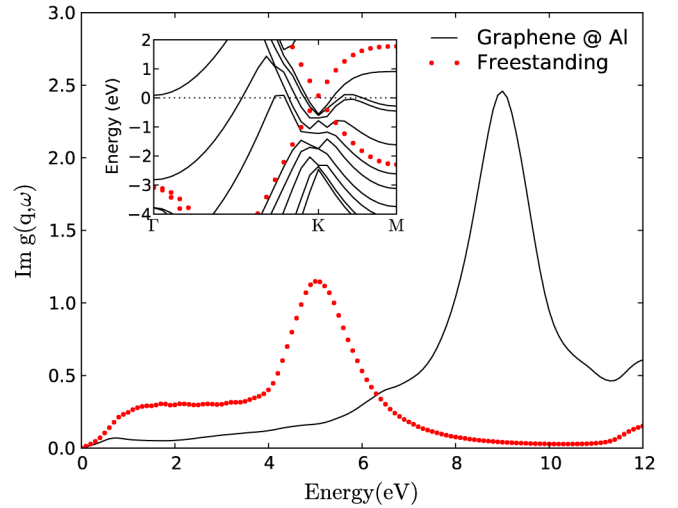 3.0
2.5
2.0
1.5
1.0
0.5
0.0
Im g(q,ω)
0
2
4
6
8
10
12
Energy(eV)
Graphene @ Al
Freestanding
2
1
0
−1
−2
−3
−4
Energy (eV)
Γ
K
M